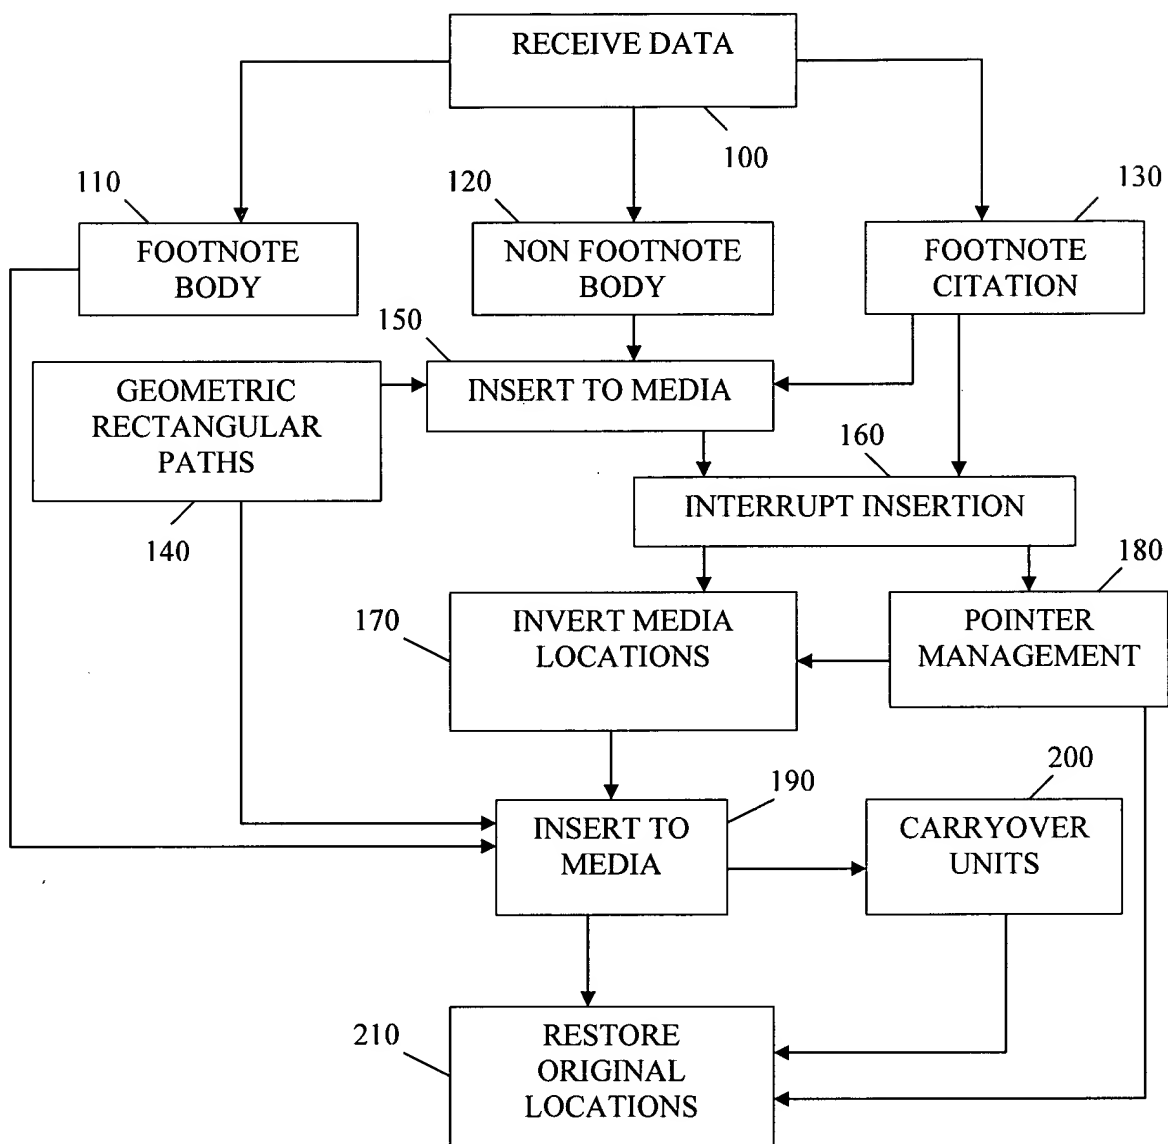 RECEIVE DATA
100
110
120
130
FOOTNOTE
BODY
NON FOOTNOTE
BODY
FOOTNOTE
CITATION
150
GEOMETRIC
RECTANGULAR
PATHS
INSERT TO MEDIA
160
140
INTERRUPT INSERTION
180
170
INVERT MEDIA
LOCATIONS
POINTER
MANAGEMENT
190
200
INSERT TO
MEDIA
CARRYOVER
UNITS
210
RESTORE
ORIGINAL
LOCATIONS